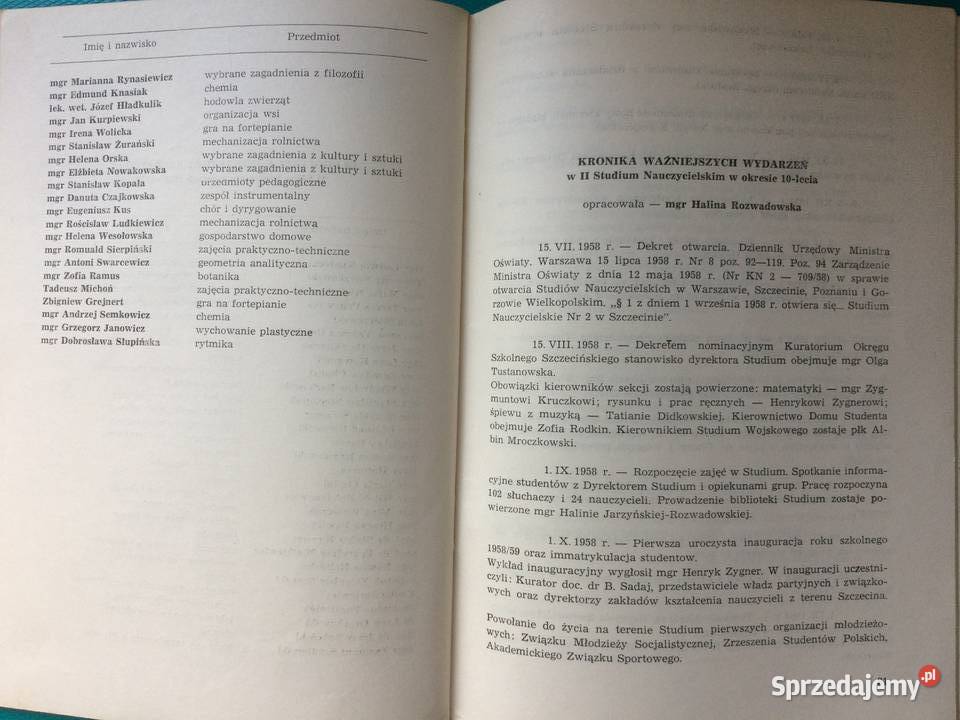 Imię i nazwisko Przedmiot
mgr Marianna Rynasiewicz wybrane zagadnienia z filozofii
mgr Edmund Knasiak chemia
lek. wet. Józef Hładkulik hodowla zwierząt
mgr Jan Kurpiewski organizacja wsi
mgr Irena Wolicka gra na fortepianie
mgr Stanisław Żurański mechanizacja rolnictwa
mgr Helena Orska wybrane zagadnienia z kultury i sztuki
mgr Elżbieta Nowakowska wybrane zagadnienia z kultury i sztuki
mgr Stanisław Kopala przedmioty pedagogiczne
mgr Danuta Czajkowska zespół instrumentalny
mgr Eugeniusz Kus chór i dyrygowanie
mgr Rościsław Ludkiewicz mechanizacja rolnictwa
mgr Helena Wesołowska gospodarstwo domowe
mgr Romuald Sierpiński zajęcia praktyczno-techniczne
mgr Antoni Swarcewicz geometria analityczna
mgr Zofia Ramus botanika
Tadeusz Michoń zajęcia praktyczno-techniczne
Zbigniew Grejnert gra na fortepianie
mgr Andrzej Semkowicz chemia
mgr Grzegorz Janowicz wychowanie plastyczne
mgr Dobrosława Słupińska rytmika
KRONIKA WAŻNIEJSZYCH WYDARZEŃ
w II Studium Nauczycielskim w okresie 10-lecia
opracowała — mgr Halina Rozwadowska
15. VII. 1958 r. — Dekret otwarcia. Dziennik Urzędowy Ministra
Oświaty. Warszawa 15 lipca 1958 r. Nr 8 poz. 92—119. Poz. 94 Zarządzenie
Ministra Oświaty z dnia 12 maja 1958 r. (Nr KN 2 — 709/58) w sprawie
otwarcia Studiów Nauczycielskich w Warszawie, Szczecinie, Poznaniu i Go-
rzowie Wielkopolskim. „§ 1 z dniem 1 września 1958 r. otwiera się... Studium
Nauczycielskie Nr 2 w Szczecinie".
15. VIII. 1958 r. — Dekretem nominacyjnym Kuratorium Okręgu
Szkolnego Szczecińskiego stanowisko dyrektora Studium obejmuje mgr Olga
Tustanowska.
Obowiązki kierowników sekcji zostają powierzone: matematyki — mgr Zyg-
muntowi Kruczkowi; rysunku i prac ręcznych — Henrykowi Zygnerowi;
śpiewu z muzyką — Tatianie Didkowskiej. Kierownictwo Domu Studenta
obejmuje Zofia Rodkin. Kierownikiem Studium Wojskowego zostaje płk Al-
bin Mroczkowski.
1. IX. 1958 r. — Rozpoczęcie zajęć w Studium. Spotkanie informa-
cyjne studentów z Dyrektorem Studium i opiekunami grup. Pracę rozpoczyna
102 słuchaczy i 24 nauczycieli. Prowadzenie biblioteki Studium zostaje po-
wierzone mgr Halinie Jarzyńskiej-Rozwadowskiej.
1. X. 1958 r. — Pierwsza uroczysta inauguracja roku szkolnego
1958/59 oraz immatrykulacja studentow.
Wykład inauguracyjny wygłosił mgr Henryk Zygner. W inauguracji uczestni-
czyli: Kurator doc. dr B. Sadaj, przedstawiciele władz partyjnych i związko-
wych oraz dyrektorzy zakładów kształcenia nauczycieli z terenu Szczecina.
Powołanie do życia na terenie Studium pierwszych organizacji młodzieżo-
wych: Związku Młodzieży Socjalistycznej, Zrzeszenia Studentów Polskich,
Akademickiego Związku Sportowego.
Sprzedajemy.pl